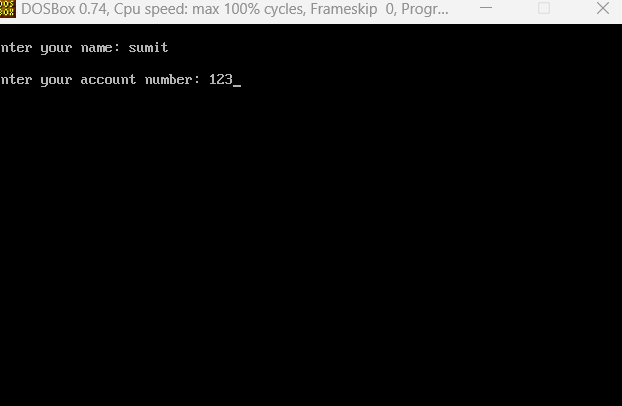 DOSBox 0.74, Cpu speed: max 100% cycles, Frameskip 0, Progr...
nter your name: sumit
nter your account number: 123_